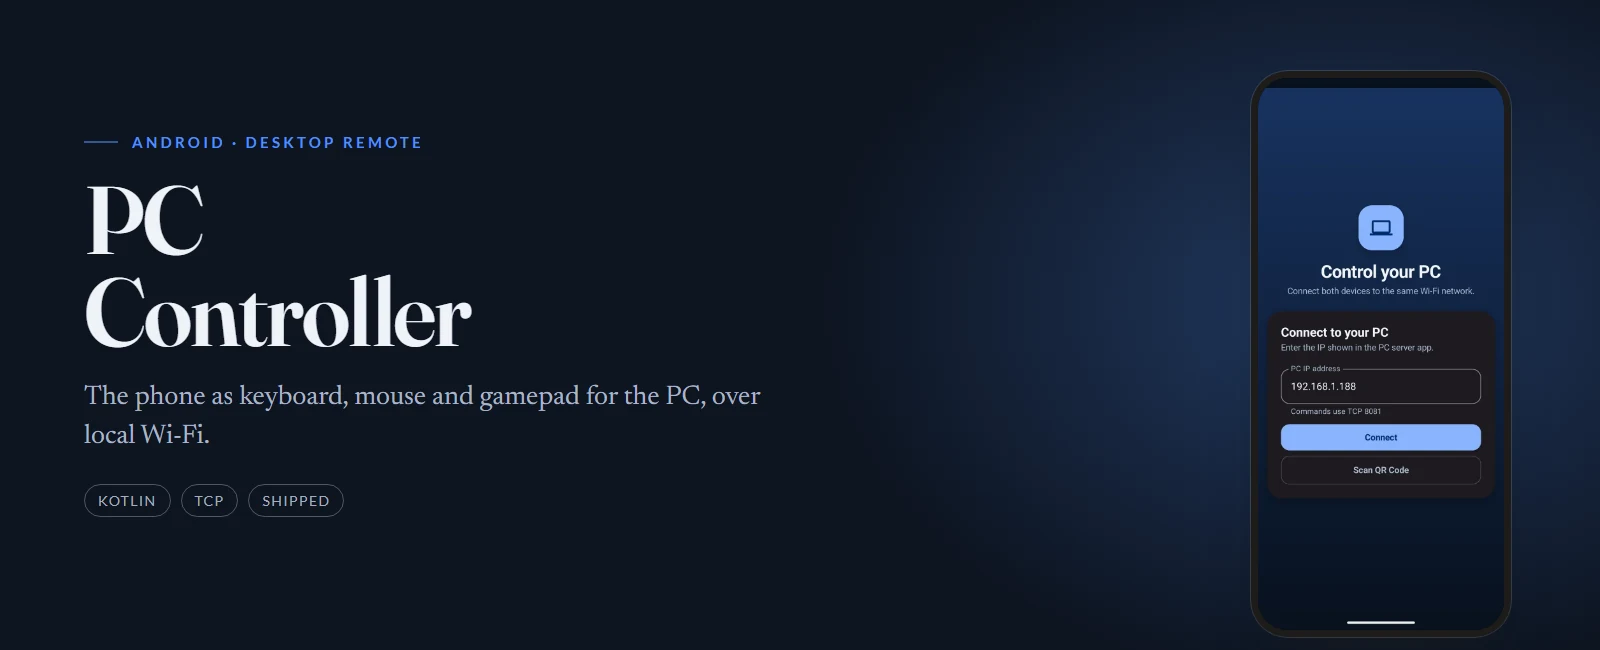 ANDROID · DESKTOP REMOTE
PC
Controller
The phone as keyboard, mouse and gamepad for the PC, over
local Wi-Fi.
KOTLIN
TCP
SHIPPED
Control your PC
Connect both devices to the same Wi-Fi network.
Connect to your PC
Enter the IP shown in the PC server app.
PC IP address
192.168.1.188
Commands use TCP 8081
Connect
Scan QR Code